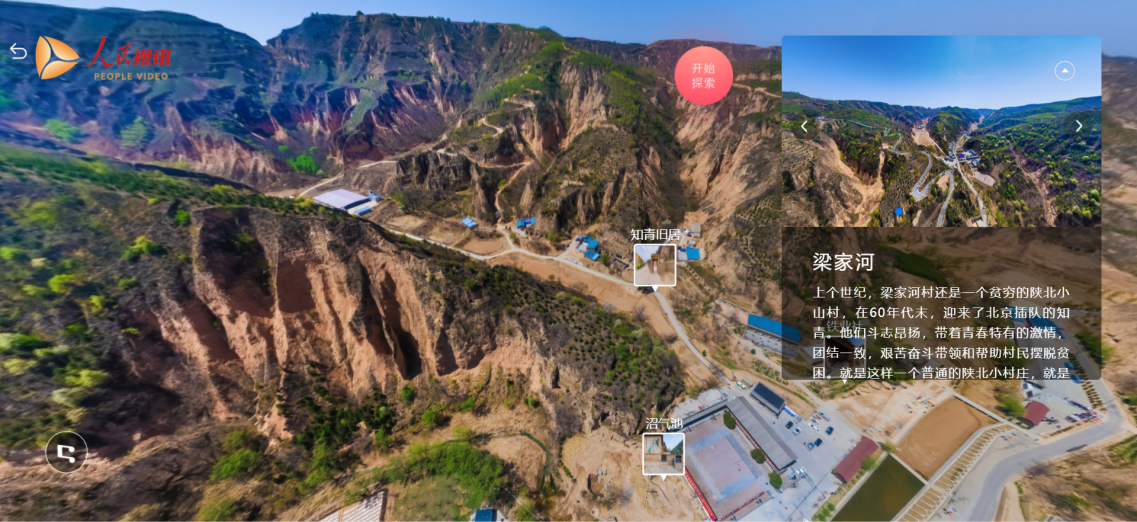 人民视讯
PEOPLE VIDEO
开始
探索
知青旧居
沼气池
铁业社
梁家河
上个世纪，梁家河村还是一个贫穷的陕北小
山村，在60年代末，迎来了北京插队的知
青。他们斗志昂扬，带着青春特有的激情，
团结一致，艰苦奋斗带领和帮助村民摆脱贫
困。就是这样一个普通的陕北小村庄，就是